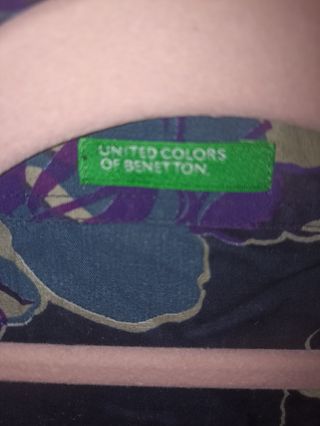 UNITED COLORS
OF BENETTON.